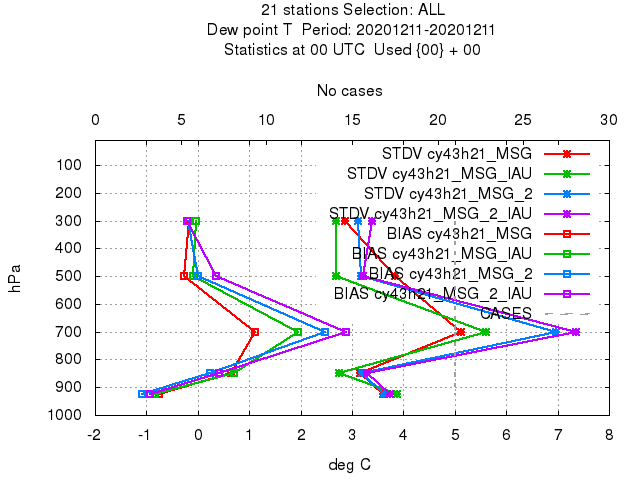 21 stations Selection: ALL
Dew point T  Period: 20201211-20201211
Statistics at 00 UTC  Used {00} + 00
No cases
0 5 10 15 20 25 30
STDV cy43h21_MSG
STDV cy43h21_MSG_IAU
STDV cy43h21_MSG_2
STDV cy43h21_MSG_2_IAU
BIAS cy43h21_MSG
BIAS cy43h21_MSG_IAU
BIAS cy43h21_MSG_2
BIAS cy43h21_MSG_2_IAU
CASES
100
200
300
400
500
600
700
800
900
1000
hPa
-2 -1 0 1 2 3 4 5 6 7 8
deg C